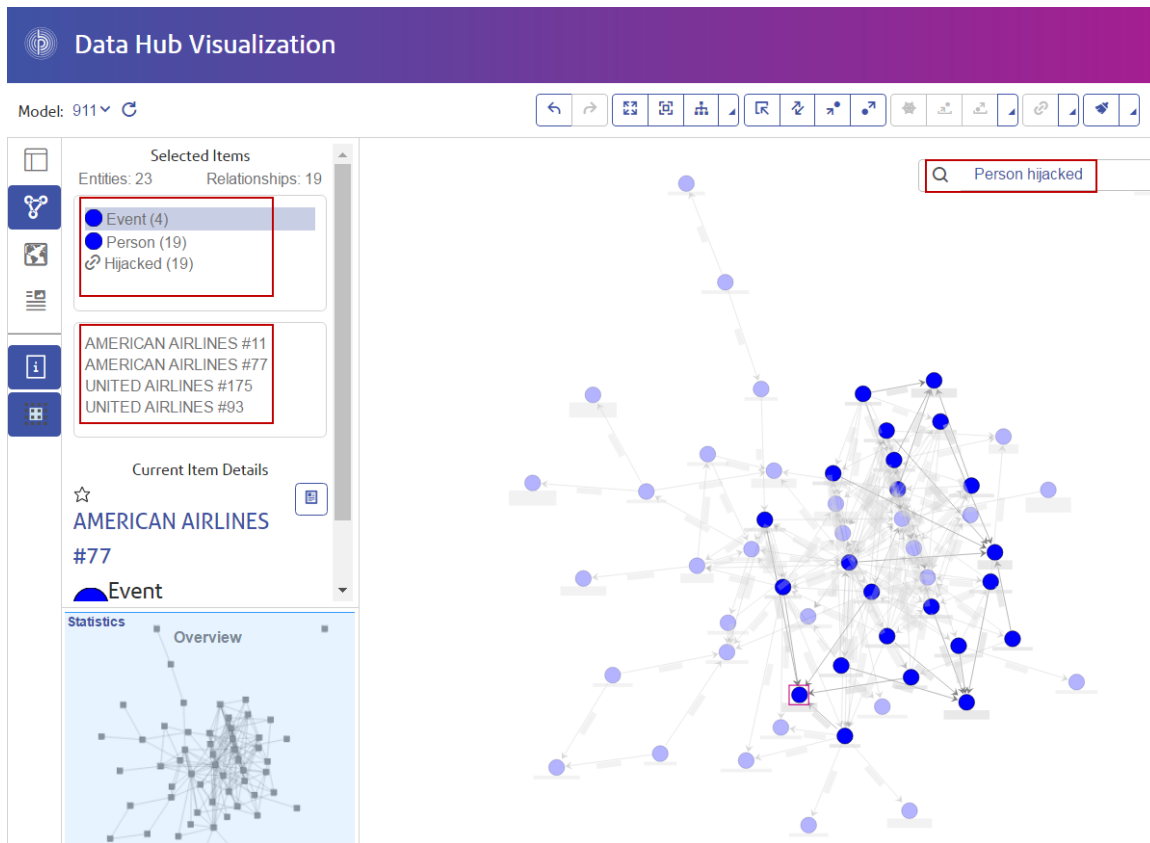 Data Hub Visualization
Model: 911
Selected Items
Entities: 23 Relationships: 19
Event (4)
Person (19)
Hijacked (19)
AMERICAN AIRLINES #11
AMERICAN AIRLINES #77
UNITED AIRLINES #175
UNITED AIRLINES #93
Current Item Details
AMERICAN AIRLINES
#77
Event
Statistics
Overview
Person hijacked